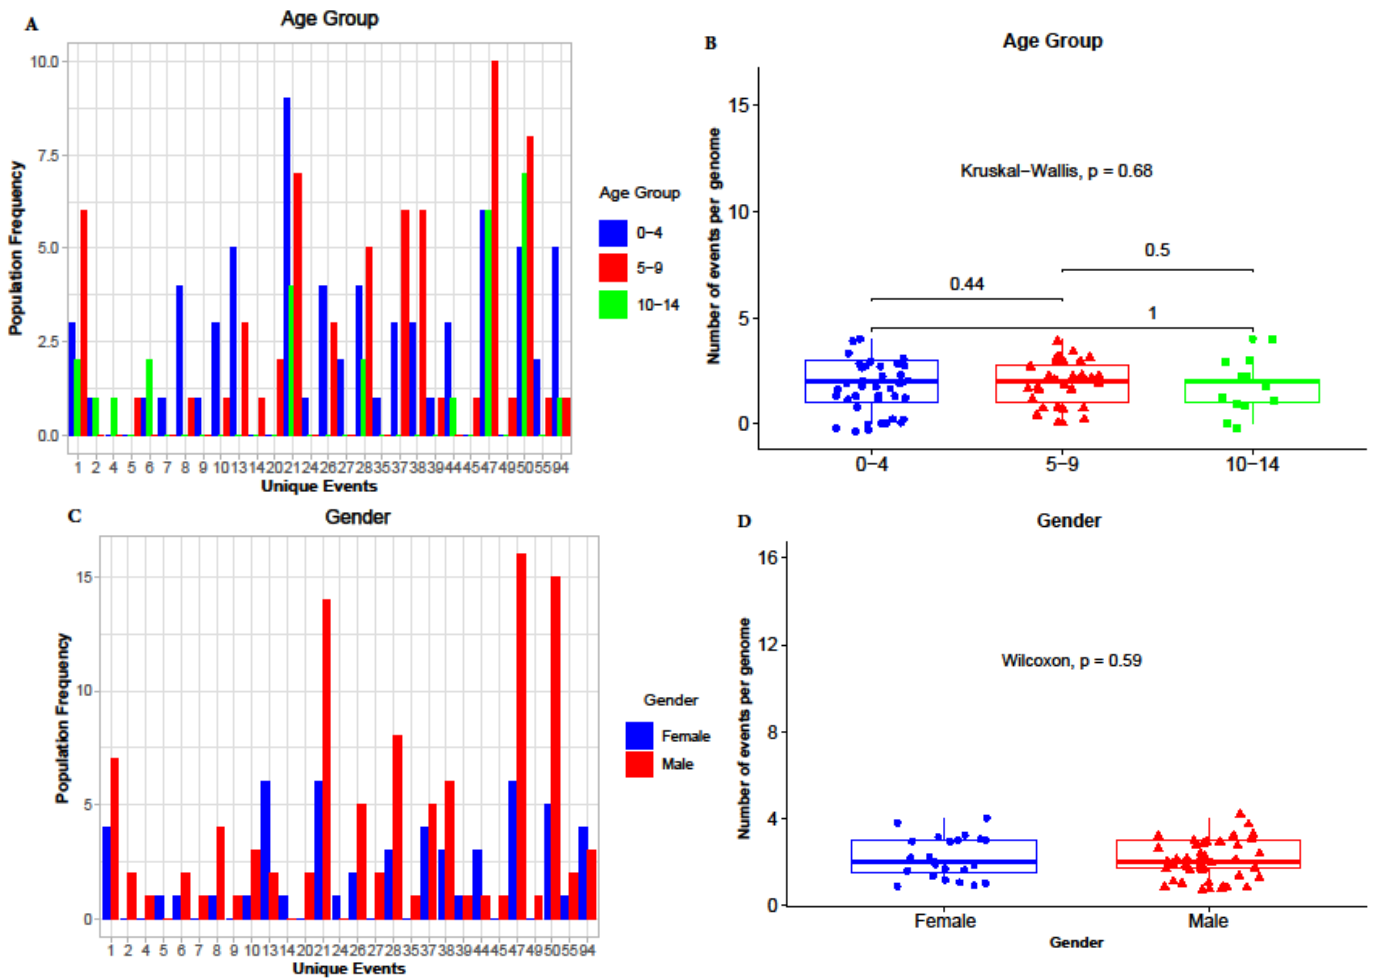 A
Age Group
Population Frequency
10.0
7.5
5.0
2.5
0.0
1 2 4 5 6 7 8 9 10 13 14 20 21 24 26 27 28 35 37 38 39 44 45 47 49 50 55 94
Unique Events
Age Group
0-4
5-9
10-14
B
Age Group
Number of events per genome
15
10
5
0
Kruskal-Wallis, p = 0.68
0.5
0.44
1
0-4 5-9 10-14
C
Gender
Population Frequency
15
10
5
0
1 2 4 5 6 7 8 9 10 13 14 20 21 24 26 27 28 35 37 38 39 44 45 47 49 50 55 94
Unique Events
Gender
Female
Male
D
Gender
Number of events per genome
16
12
8
4
0
Wilcoxon, p = 0.59
Female Male
Gender